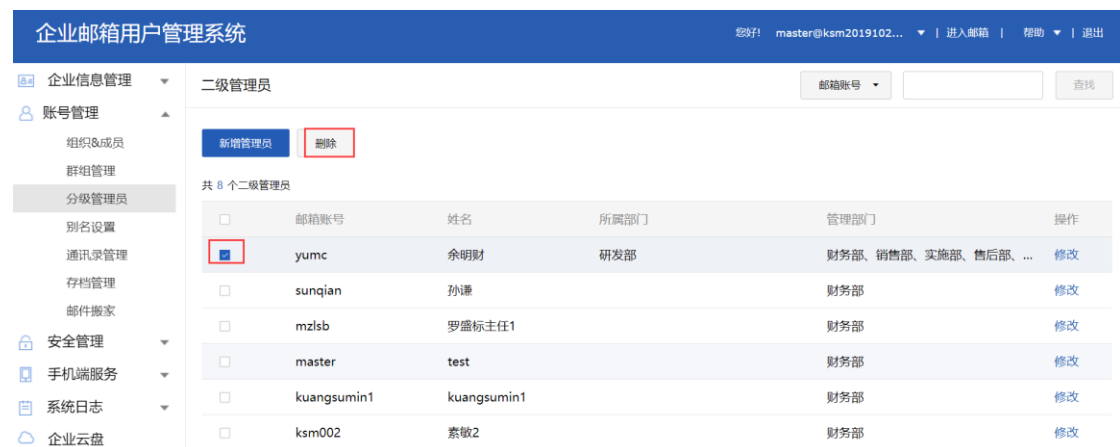 企业邮箱用户管理系统
您好! master@ksm2019102... ▼ | 进入邮箱 | 帮助 ▼ | 退出
企业信息管理
账号管理
组织&成员
群组管理
分级管理员
别名设置
通讯录管理
存档管理
邮件搬家
安全管理
手机端服务
系统日志
企业云盘
二级管理员
邮箱账号
查找
新增管理员 删除
共 8 个二级管理员
邮箱账号 姓名 所属部门 管理部门 操作
yumc 余明财 研发部 财务部、销售部、实施部、售后部、... 修改
sunqian 孙谦 财务部 修改
mzlsb 罗盛标主任1 财务部 修改
master test 财务部 修改
kuangsumin1 kuangsumin1 财务部 修改
ksm002 素敏2 财务部 修改